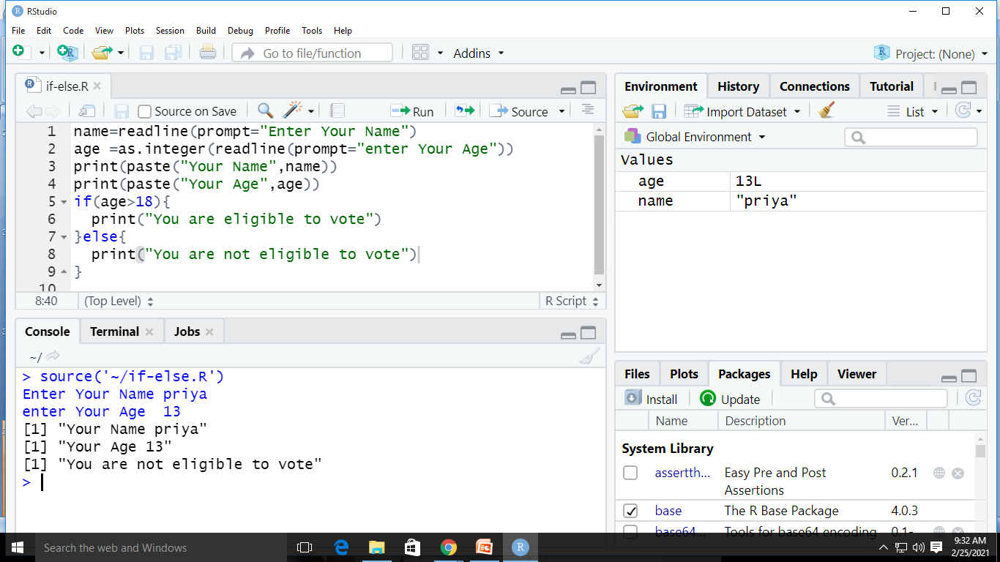 RStudio
File Edit Code View Plots Session Build Debug Profile Tools Help
Go to file/function Addins Project: (None)
if-else.R
Source on Save Run Source
1 name=readline(prompt="Enter Your Name")
2 age =as.integer(readline(prompt="enter Your Age"))
3 print(paste("Your Name",name))
4 print(paste("Your Age",age))
5 if(age>18){
6 print("You are eligible to vote")
7 }else{
8 print("You are not eligible to vote")
9 }
10
8:40 (Top Level) R Script
Console Terminal Jobs
~/
> source('~/if-else.R')
Enter Your Name priya
enter Your Age  13
[1] "Your Name priya"
[1] "Your Age 13"
[1] "You are not eligible to vote"
>
Environment History Connections Tutorial
Import Dataset List
Global Environment
Values
age 13L
name "priya"
Files Plots Packages Help Viewer
Install Update
Name Description Ver...
System Library
assertth... Easy Pre and Post Assertions 0.2.1
base The R Base Package 4.0.3
base64... Tools for base64 encoding 0.1-
Search the web and Windows
9:32 AM
2/25/2021